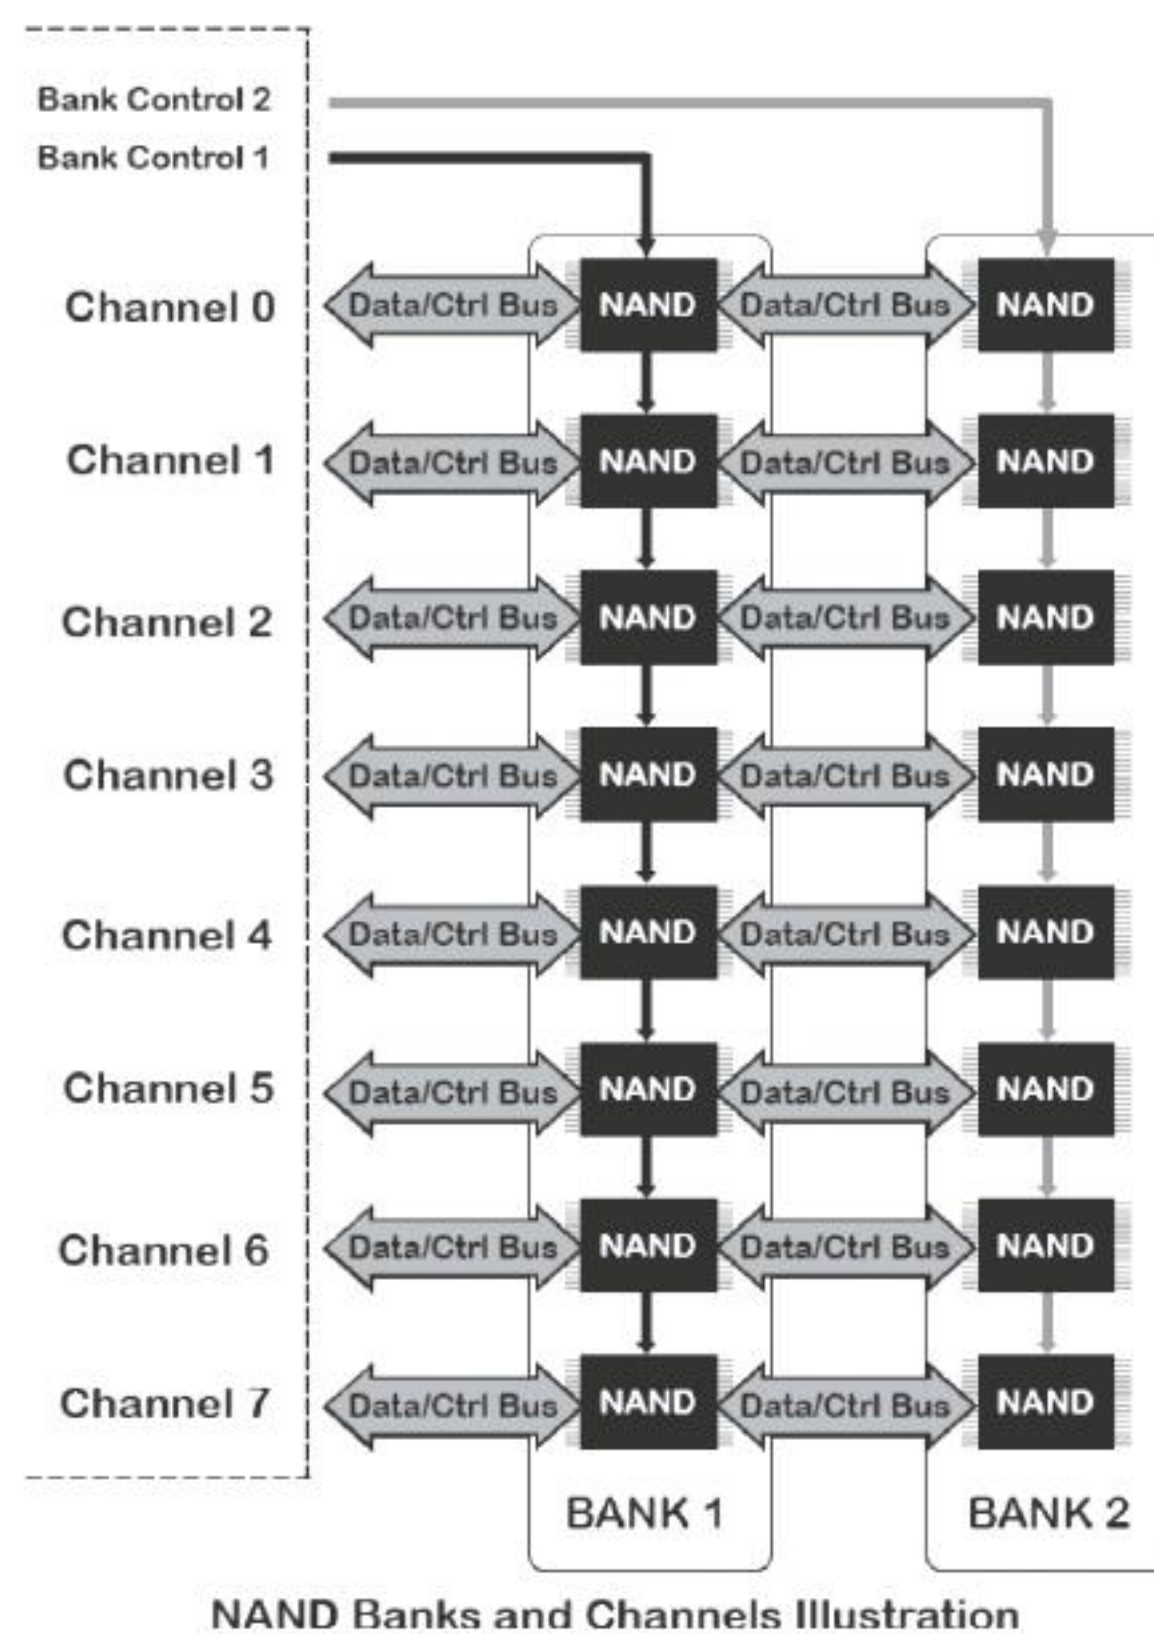 Bank Control 2
Bank Control 1
Channel 0 Data/Ctrl Bus NAND Data/Ctrl Bus NAND
Channel 1 Data/Ctrl Bus NAND Data/Ctrl Bus NAND
Channel 2 Data/Ctrl Bus NAND Data/Ctrl Bus NAND
Channel 3 Data/Ctrl Bus NAND Data/Ctrl Bus NAND
Channel 4 Data/Ctrl Bus NAND Data/Ctrl Bus NAND
Channel 5 Data/Ctrl Bus NAND Data/Ctrl Bus NAND
Channel 6 Data/Ctrl Bus NAND Data/Ctrl Bus NAND
Channel 7 Data/Ctrl Bus NAND Data/Ctrl Bus NAND
BANK 1 BANK 2
NAND Banks and Channels Illustration